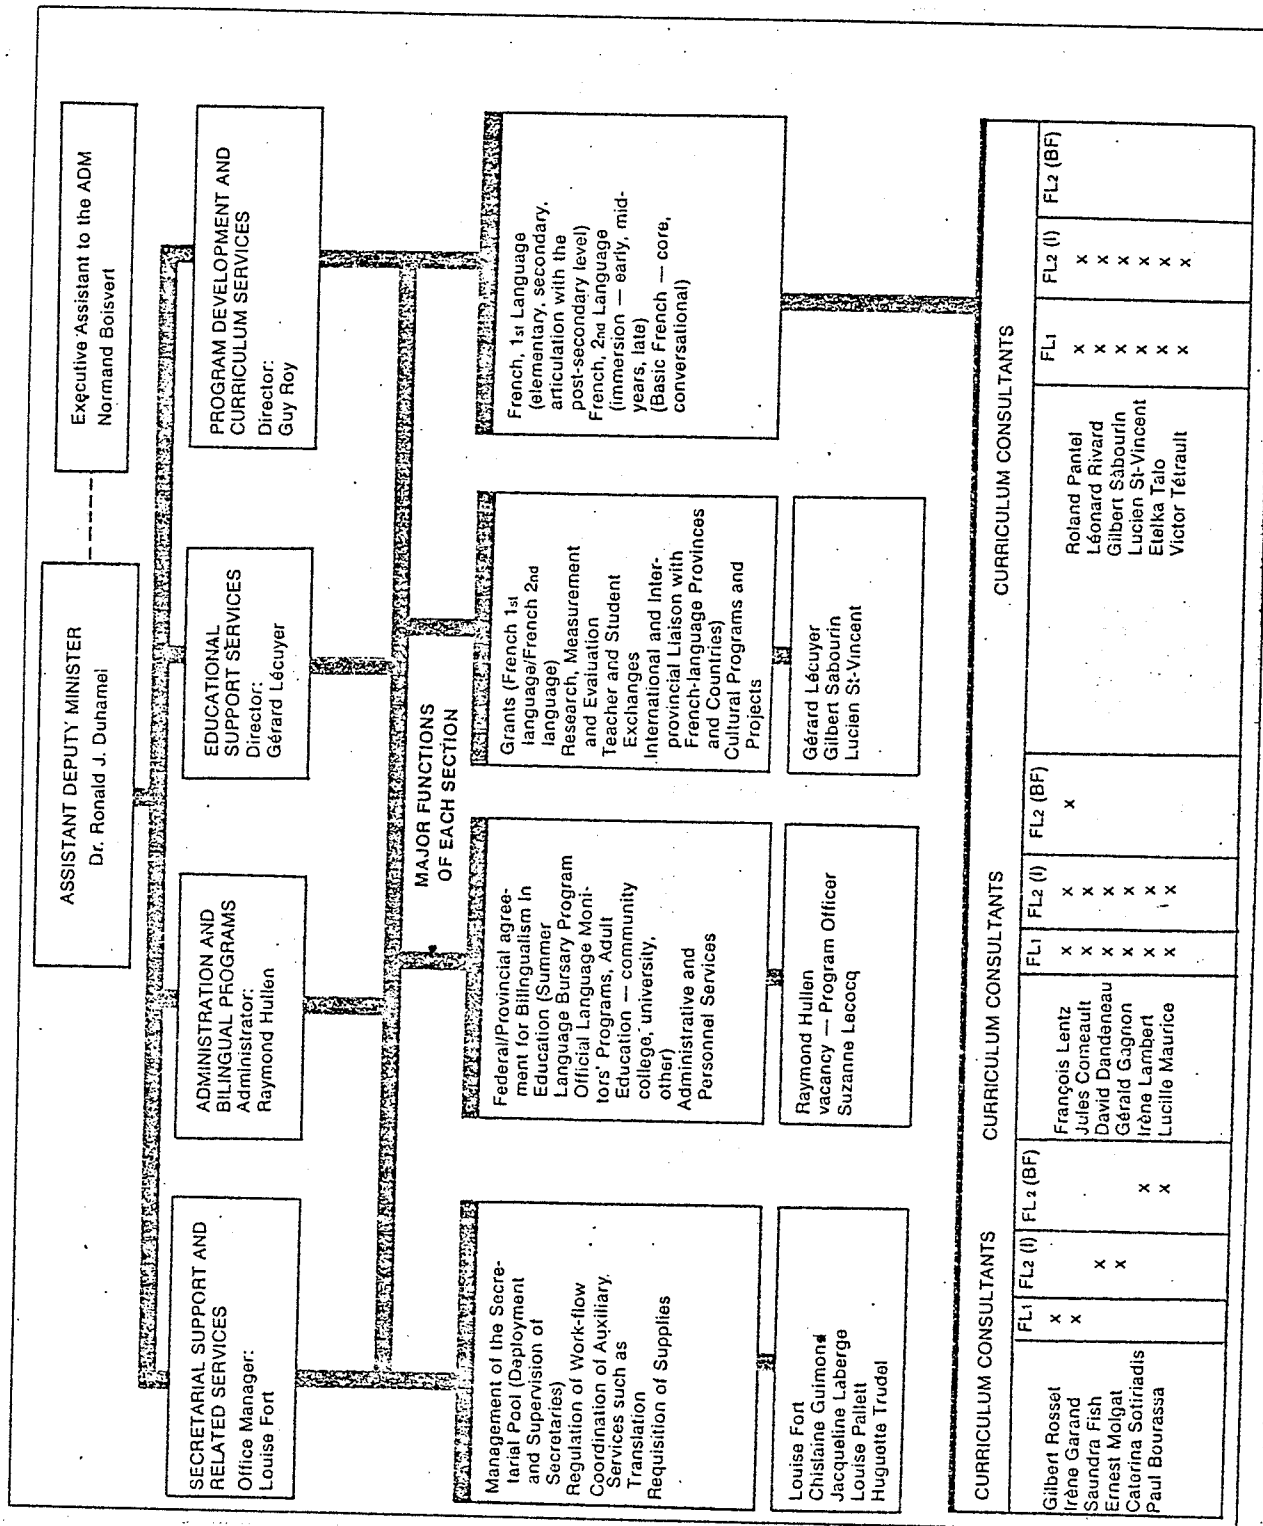 ASSISTANT DEPUTY MINISTER
Dr. Ronald J. Duhamel
Executive Assistant to the ADM
Normand Boisvert
SECRETARIAL SUPPORT AND
RELATED SERVICES
Office Manager:
Louise Fort
ADMINISTRATION AND
BILINGUAL PROGRAMS
Administrator:
Raymond Hullen
EDUCATIONAL
SUPPORT SERVICES
Director:
Gérard Lécuyer
PROGRAM DEVELOPMENT AND
CURRICULUM SERVICES
Director:
Guy Roy
MAJOR FUNCTIONS
OF EACH SECTION
Management of the Secre-
tarial Pool (Deployment
and Supervision of
Secretaries)
Regulation of Work-flow
Coordination of Auxiliary
Services such as
Translation
Requisition of Supplies
Federal/Provincial agree-
ment for Bilingualism In
Education (Summer
Language Bursary Program
Official Language Moni-
tors' Programs, Adult
Education — community
college, university,
other)
Administrative and
Personnel Services
Grants (French 1st
language/French 2nd
language)
Research, Measurement
and Evaluation
Teacher and Student
Exchanges
International and Inter-
provincial Liaison with
French-language Provinces
and Countries)
Cultural Programs and
Projects
French, 1st Language
(elementary, secondary,
articulation with the
post-secondary level)
French, 2nd Language
(immersion — early, mid-
years, late)
(Basic French — core,
conversational)
Louise Fort
Chislaine Guimond
Jacqueline Laberge
Louise Pallett
Huguette Trudel
Raymond Hullen
vacancy — Program Officer
Suzanne Lecocq
Gérard Lécuyer
Gilbert Sabourin
Lucien St-Vincent
CURRICULUM CONSULTANTS
FL1 FL2 (I) FL2 (BF)
Gilbert Rosset x
Irène Garand x
Saundra Fish x
Ernest Molgat x
Caterina Sotiriadis x
Paul Bourassa x
CURRICULUM CONSULTANTS
FL1 FL2 (I) FL2 (BF)
François Lentz x x x
Jules Comeault x x
David Dandeneau x x
Gérald Gagnon x x
Irène Lambert x x
Lucille Maurice x x
CURRICULUM CONSULTANTS
FL1 FL2 (I) FL2 (BF)
Roland Pantel x x
Léonard Rivard x x
Gilbert Sabourin x x
Lucien St-Vincent x x
Etelka Talo x x
Victor Tétrault x x